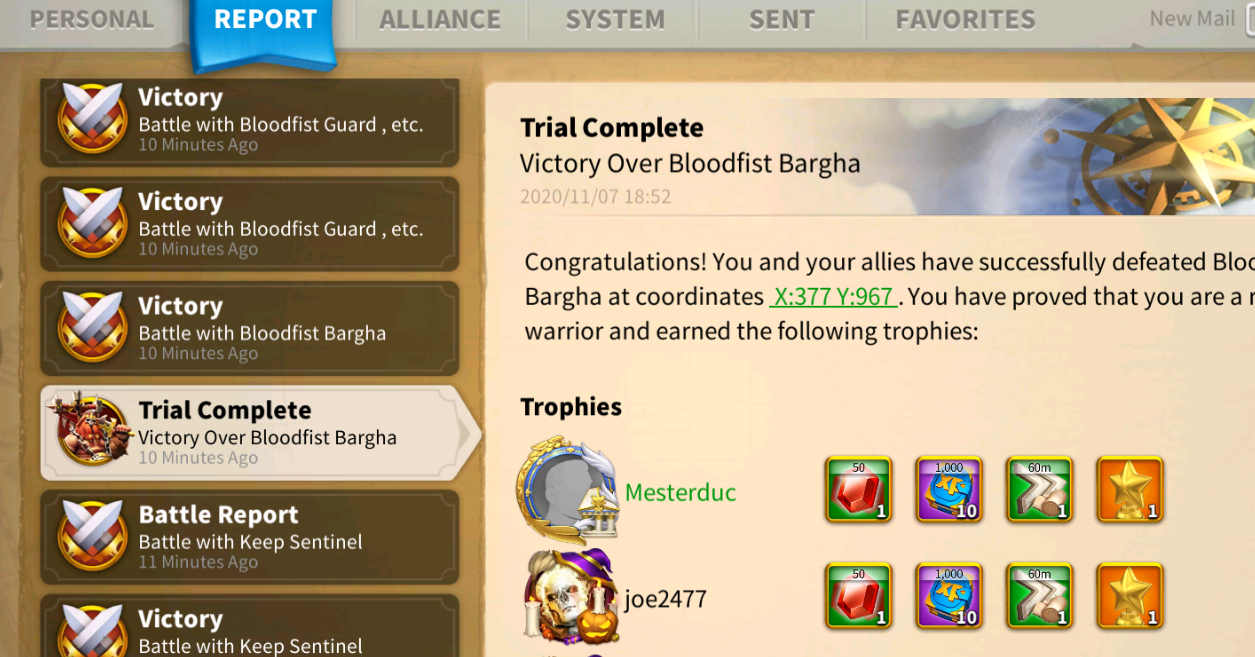 PERSONAL
REPORT
ALLIANCE
SYSTEM
SENT
FAVORITES
New Mail
Victory
Battle with Bloodfist Guard , etc.
10 Minutes Ago
Victory
Battle with Bloodfist Guard , etc.
10 Minutes Ago
Victory
Battle with Bloodfist Bargha
10 Minutes Ago
Trial Complete
Victory Over Bloodfist Bargha
10 Minutes Ago
Battle Report
Battle with Keep Sentinel
11 Minutes Ago
Victory
Battle with Keep Sentinel
Trial Complete
Victory Over Bloodfist Bargha
2020/11/07 18:52
Congratulations! You and your allies have successfully defeated Bloo
Bargha at coordinates X:377 Y:967 . You have proved that you are a
warrior and earned the following trophies:
Trophies
Mesterduc
50
1
1,000
XP
10
60m
1
1
joe2477
50
1
1,000
XP
10
60m
1
1